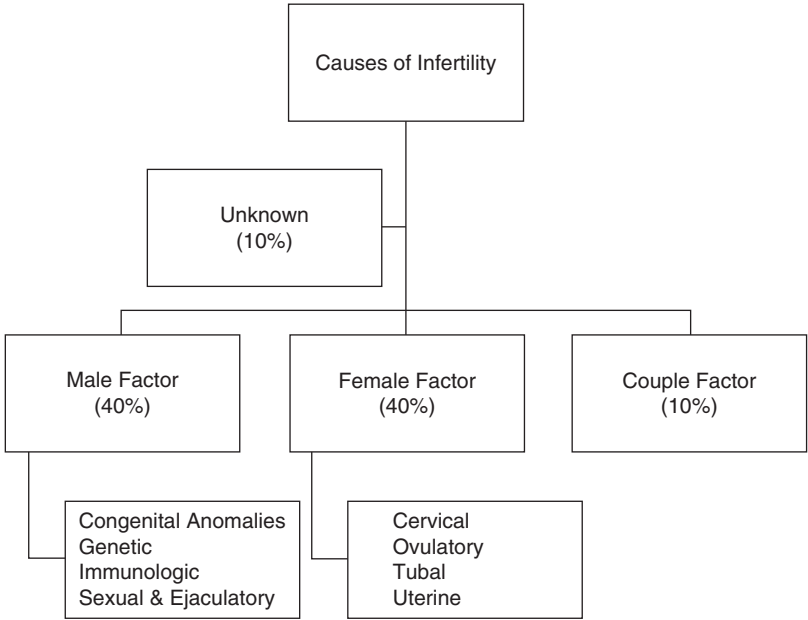 Causes of Infertility
Unknown
(10%)
Male Factor
(40%)
Female Factor
(40%)
Couple Factor
(10%)
Congenital Anomalies
Genetic
Immunologic
Sexual & Ejaculatory
Cervical
Ovulatory
Tubal
Uterine